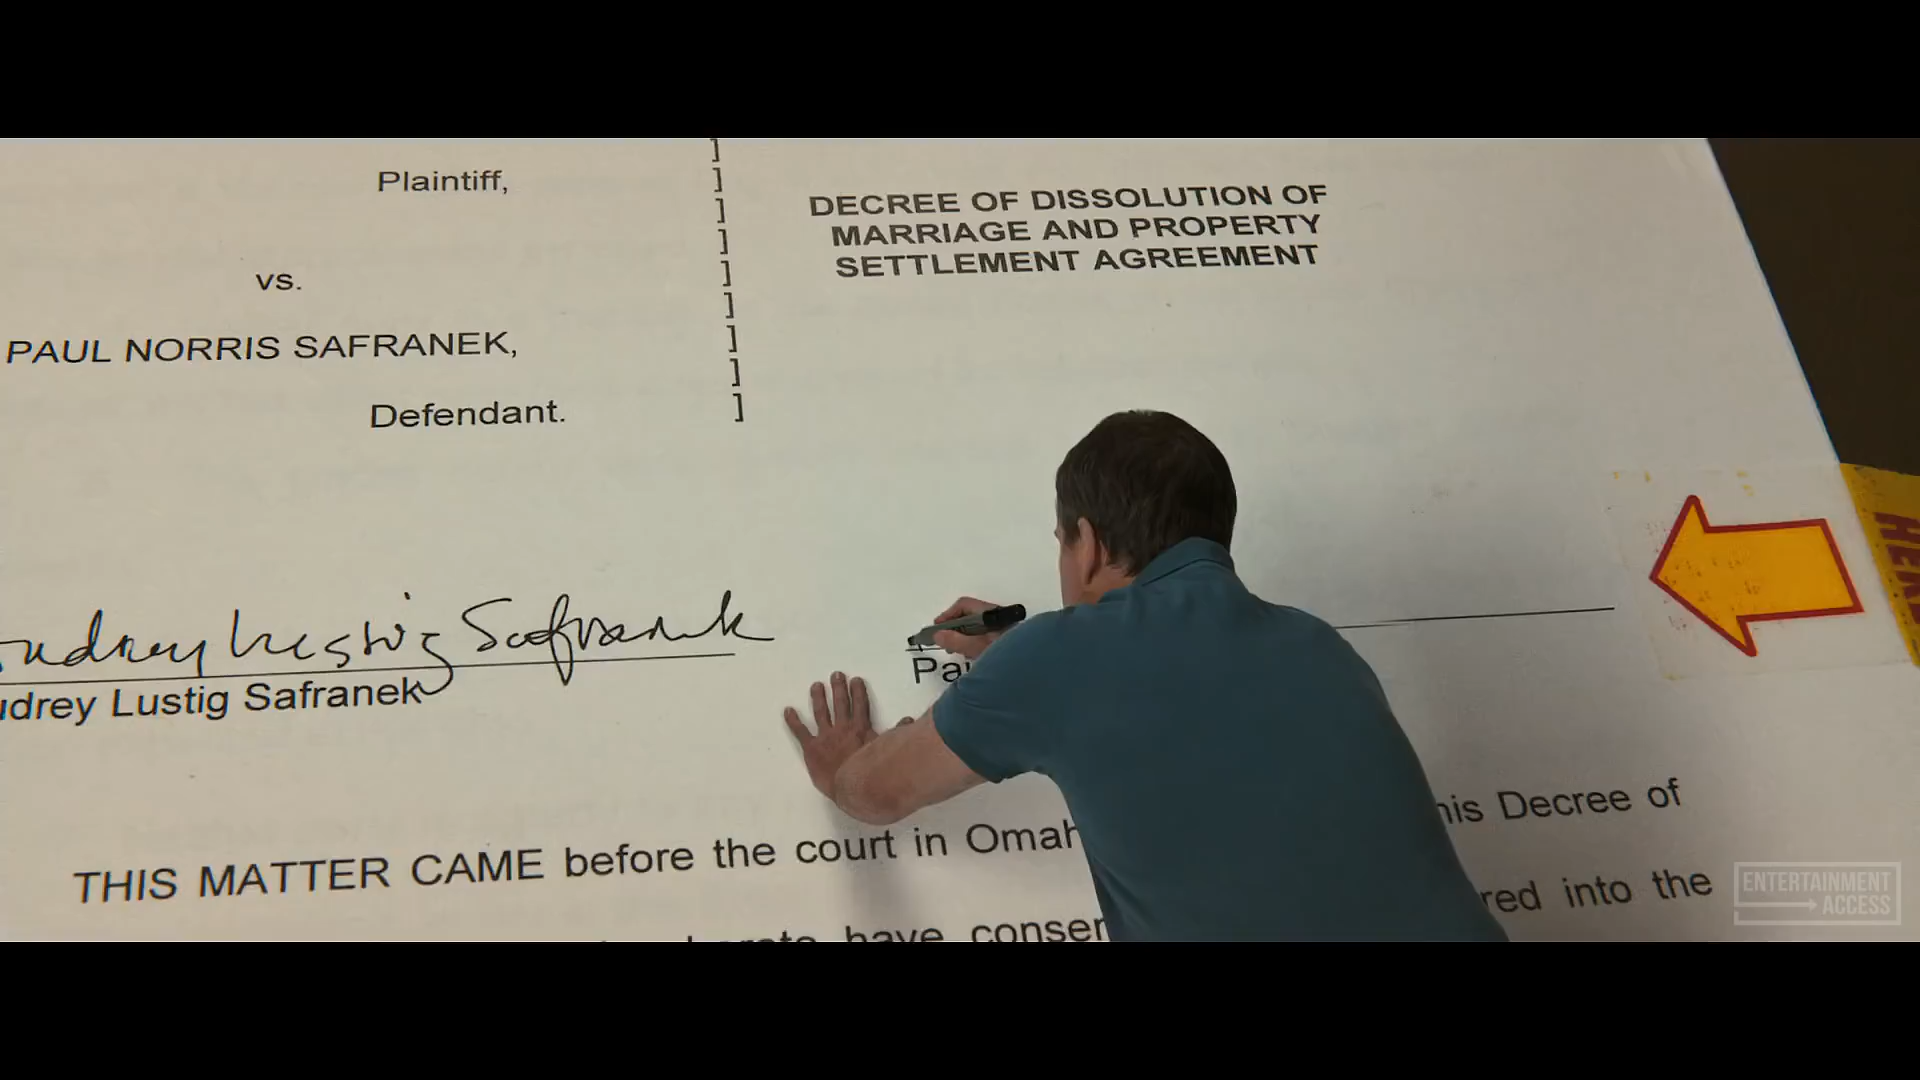 Plaintiff,
vs.
PAUL NORRIS SAFRANEK,
Defendant.
]
]
]
]
]
]
]
]
]
DECREE OF DISSOLUTION OF
MARRIAGE AND PROPERTY
SETTLEMENT AGREEMENT
Audrey Lustig Safranek
udrey Lustig Safranek
Pa
HERE
THIS MATTER CAME before the court in Omah his Decree of
have conser red into the
ENTERTAINMENT
ACCESS